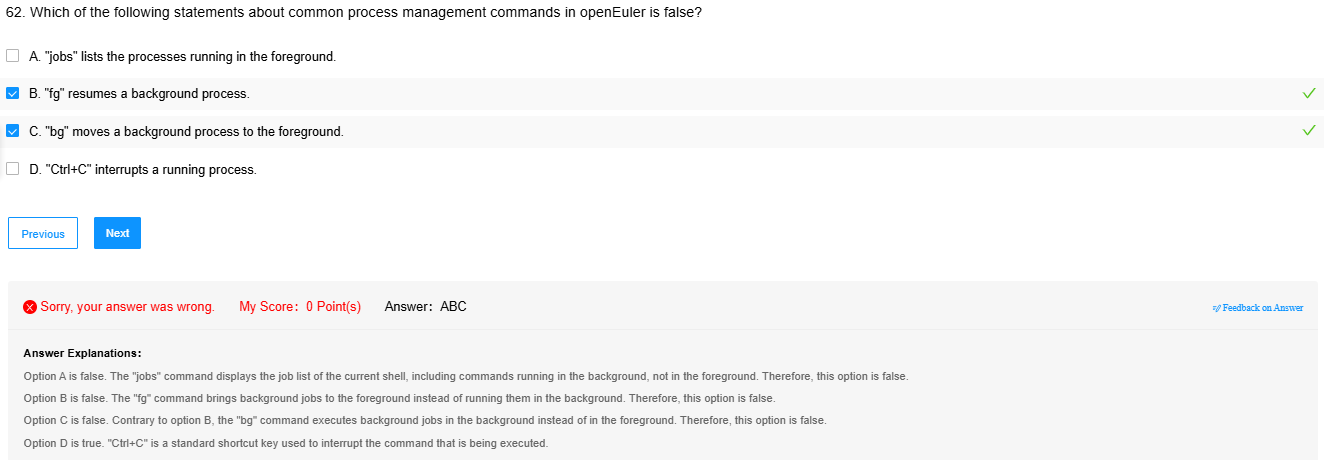 62. Which of the following statements about common process management commands in openEuler is false?
A. "jobs" lists the processes running in the foreground.
B. "fg" resumes a background process.
C. "bg" moves a background process to the foreground.
D. "Ctrl+C" interrupts a running process.
Previous Next
Sorry, your answer was wrong. My Score: 0 Point(s) Answer: ABC Feedback on Answer
Answer Explanations:
Option A is false. The "jobs" command displays the job list of the current shell, including commands running in the background, not in the foreground. Therefore, this option is false.
Option B is false. The "fg" command brings background jobs to the foreground instead of running them in the background. Therefore, this option is false.
Option C is false. Contrary to option B, the "bg" command executes background jobs in the background instead of in the foreground. Therefore, this option is false.
Option D is true. "Ctrl+C" is a standard shortcut key used to interrupt the command that is being executed.